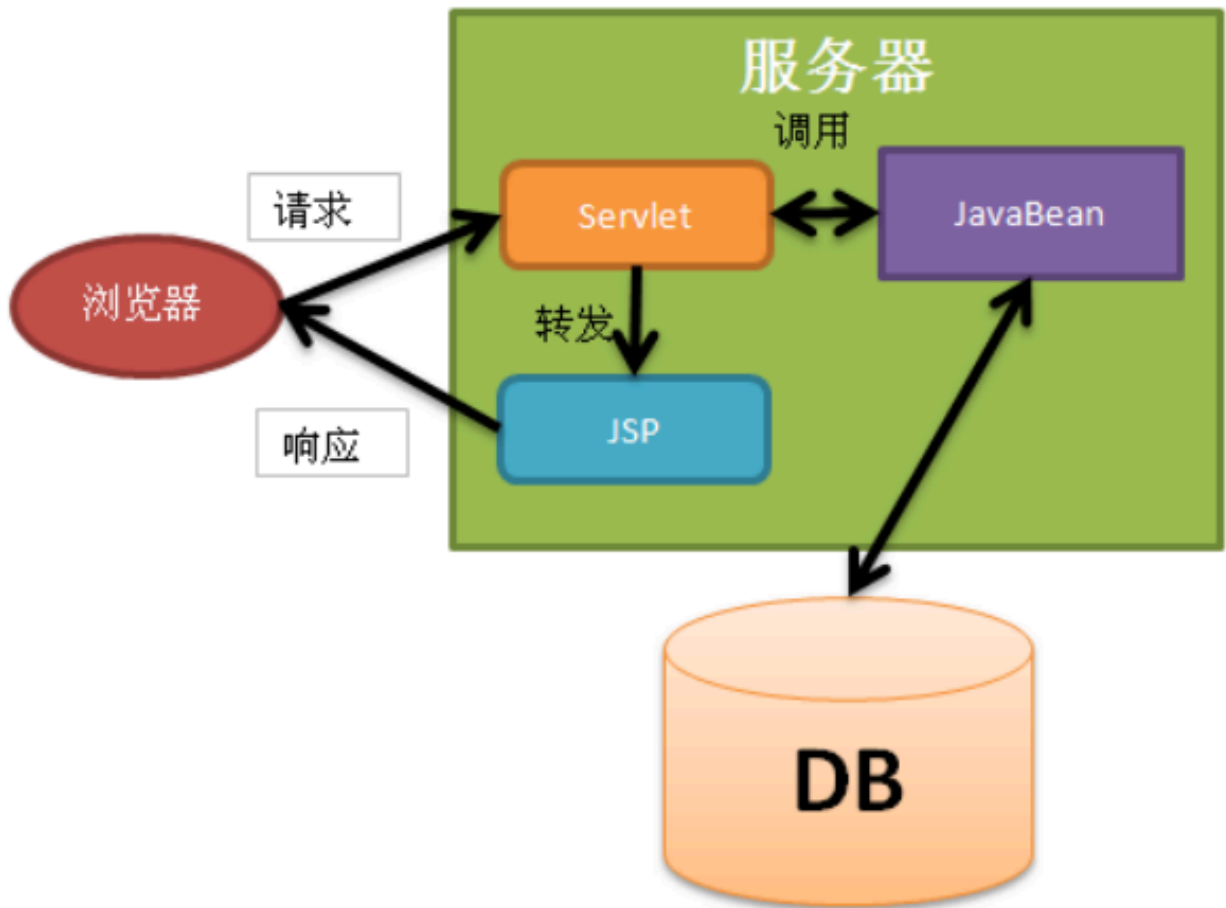 服务器
调用
请求
Servlet
JavaBean
浏览器
转发
响应
JSP
DB